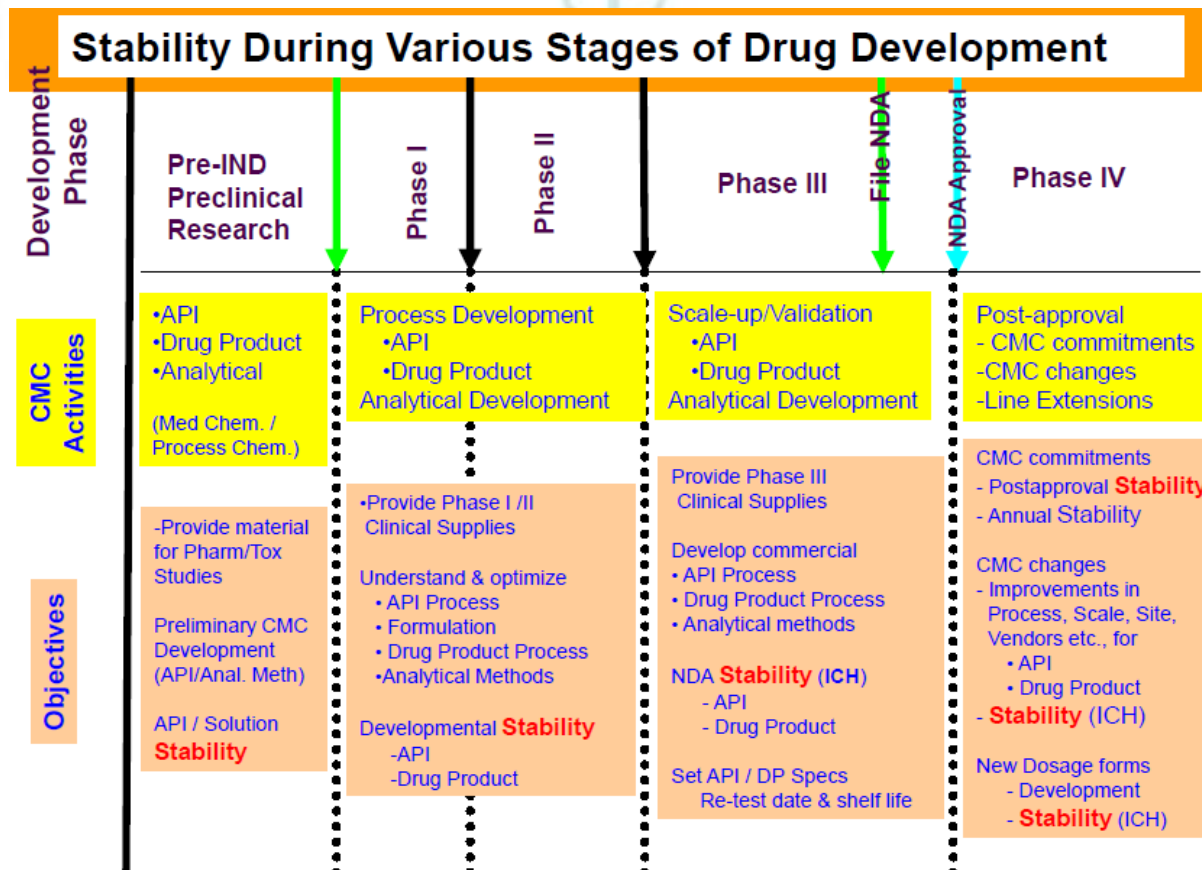 Stability During Various Stages of Drug Development
Development
Phase
Pre-IND
Preclinical
Research
Phase I
Phase II
Phase III
File NDA
NDA Approval
Phase IV
CMC
Activities
•API
•Drug Product
•Analytical
(Med Chem. /
Process Chem.)
Process Development
•API
•Drug Product
Analytical Development
Scale-up/Validation
•API
•Drug Product
Analytical Development
Post-approval
- CMC commitments
-CMC changes
-Line Extensions
Objectives
-Provide material
for Pharm/Tox
Studies
Preliminary CMC
Development
(API/Anal. Meth)
API / Solution
Stability
•Provide Phase I /II
Clinical Supplies
Understand & optimize
• API Process
• Formulation
• Drug Product Process
•Analytical Methods
Developmental Stability
-API
-Drug Product
Provide Phase III
Clinical Supplies
Develop commercial
• API Process
• Drug Product Process
• Analytical methods
NDA Stability (ICH)
- API
- Drug Product
Set API / DP Specs
Re-test date & shelf life
CMC commitments
- Postapproval Stability
- Annual Stability
CMC changes
- Improvements in
Process, Scale, Site,
Vendors etc., for
• API
• Drug Product
- Stability (ICH)
New Dosage forms
- Development
- Stability (ICH)